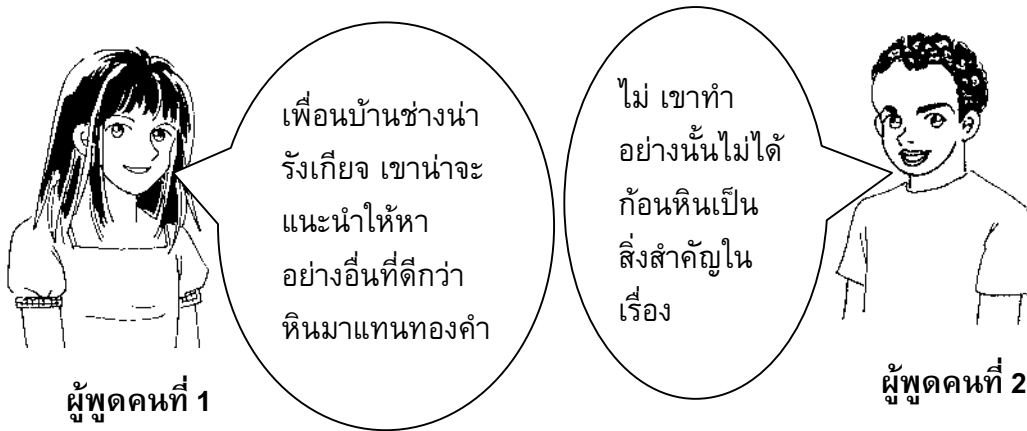 เพื่อนบ้านช่างน่า
รังเกียจ เขาน่าจะ
แนะนำให้หา
อย่างอื่นที่ดีกว่า
หินมาแทนทองคำ
ผู้พูดคนที่ 1
ไม่ เขาทำ
อย่างนั้นไม่ได้
ก้อนหินเป็น
สิ่งสำคัญใน
เรื่อง
ผู้พูดคนที่ 2